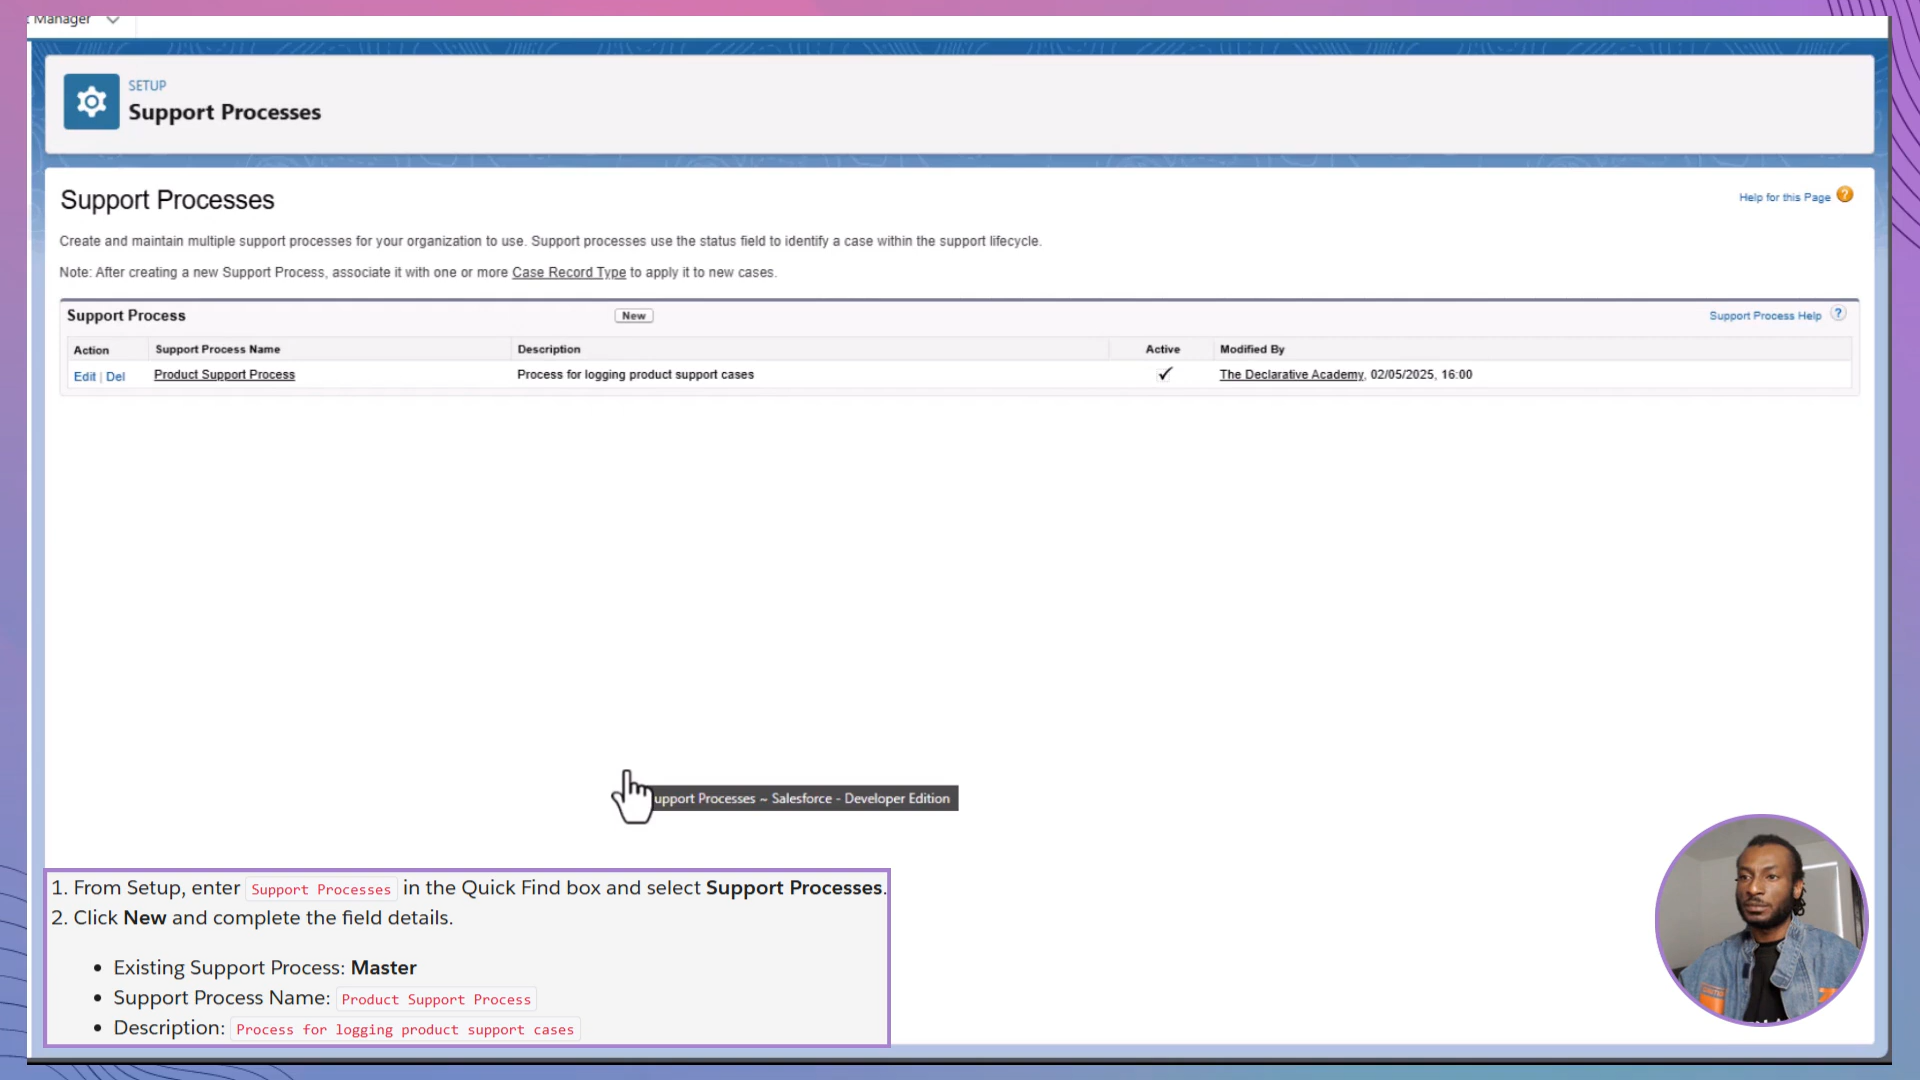 Manager
SETUP
Support Processes
Support Processes
Help for this Page
Create and maintain multiple support processes for your organization to use. Support processes use the status field to identify a case within the support lifecycle.
Note: After creating a new Support Process, associate it with one or more Case Record Type to apply it to new cases.
Support Process New Support Process Help ?
Action Support Process Name Description Active Modified By
Edit | Del Product Support Process Process for logging product support cases ✓ The Declarative Academy, 02/05/2025, 16:00
upport Processes ~ Salesforce - Developer Edition
1. From Setup, enter Support Processes in the Quick Find box and select Support Processes.
2. Click New and complete the field details.
• Existing Support Process: Master
• Support Process Name: Product Support Process
• Description: Process for logging product support cases